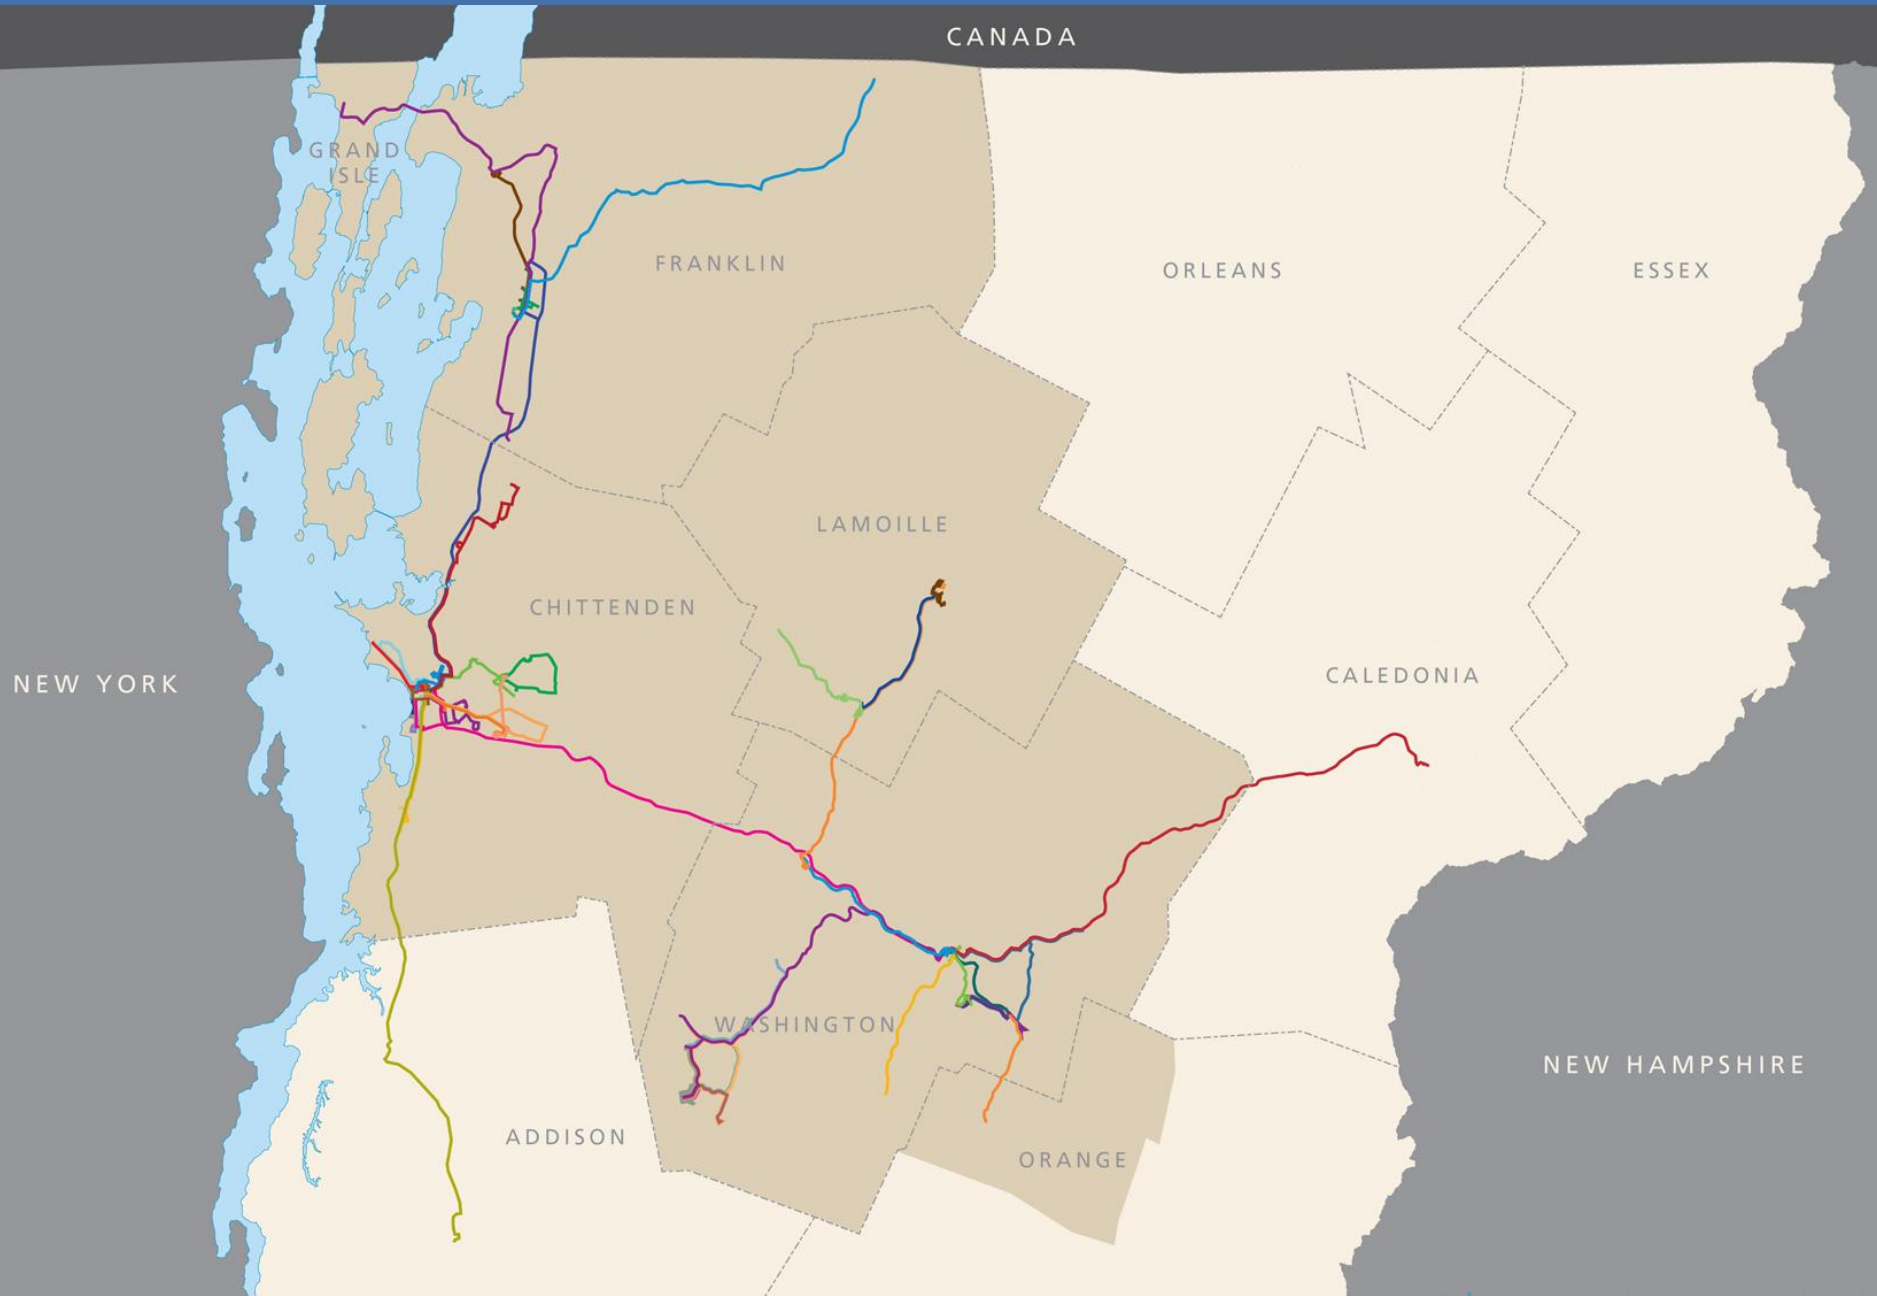 CANADA
GRAND
ISLE
FRANKLIN
ORLEANS
ESSEX
LAMOILLE
CHITTENDEN
NEW YORK
CALEDONIA
WASHINGTON
NEW HAMPSHIRE
ADDISON
ORANGE